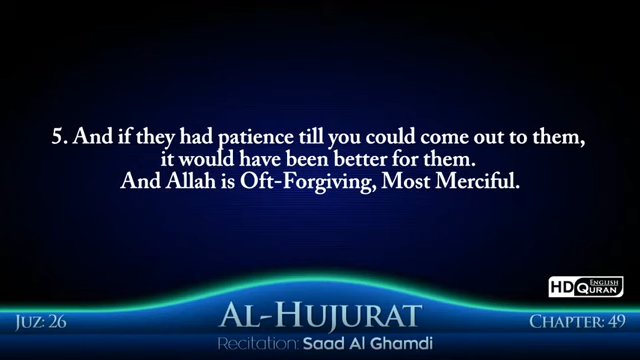 5. And if they had patience till you could come out to them,
it would have been better for them.
And Allah is Oft-Forgiving, Most Merciful.
HD ENGLISH QURAN
JUZ: 26
AL-HUJURAT
CHAPTER: 49
Recitation: Saad Al Ghamdi